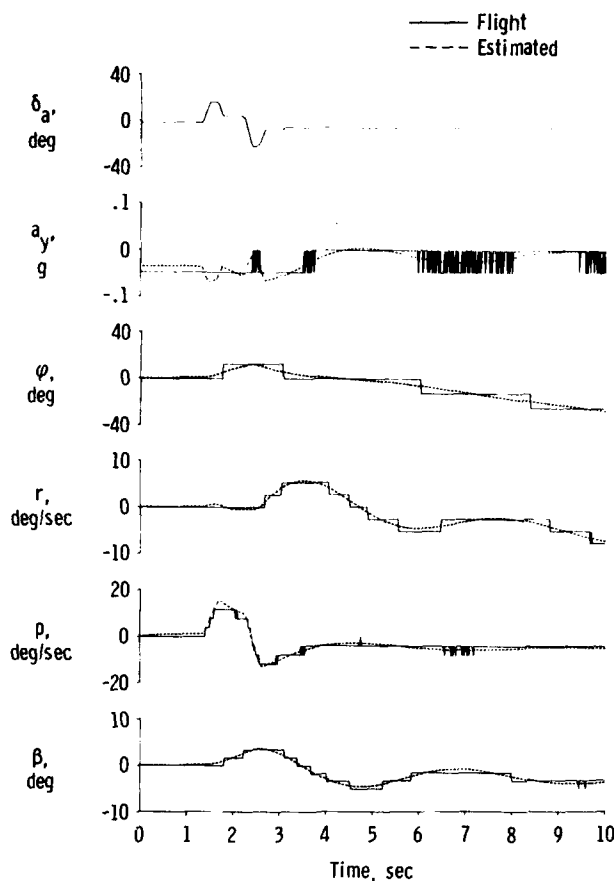 Flight
Estimated
40
0
-40
δa,
deg
.1
0
-.1
ay,
g
40
0
-40
φ,
deg
10
0
-10
r,
deg/sec
20
0
-20
p,
deg/sec
10
0
-10
β,
deg
0 1 2 3 4 5 6 7 8 9 10
Time, sec